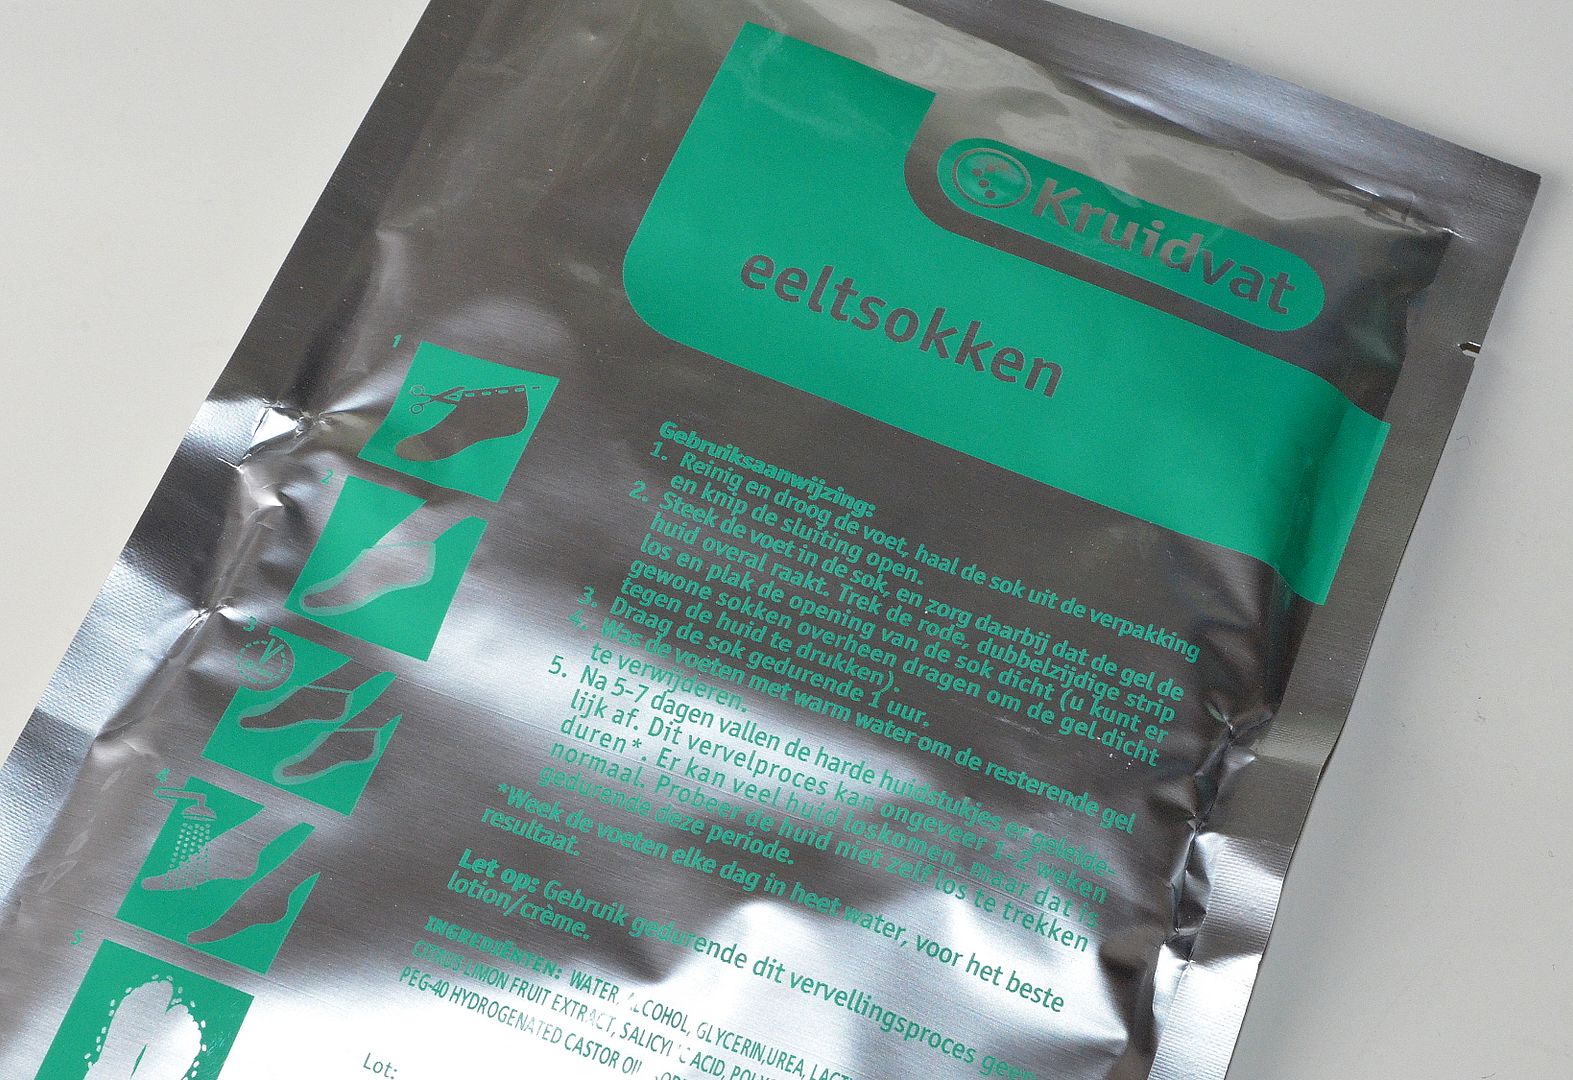 Kruidvat
eeltsokken
Gebruiksaanwijzing:
1. Reinig en droog de voet, haal de sok uit de verpakking
en knip de sluiting open.
2. Steek de voet in de sok, en zorg daarbij dat de gel de
huid overal raakt. Trek de rode, dubbelzijdige strip
los en plak de opening van de sok dicht (u kunt er
gewone sokken overheen dragen om de gel dicht
tegen de huid te drukken).
3. Draag de sok gedurende 1 uur.
4. Was de voeten met warm water om de resterende gel
te verwijderen.
5. Na 5-7 dagen vallen de harde huidstukjes er geleide-
lijk af. Dit vervelproces kan ongeveer 1-2 weken
duren*. Er kan veel huid loskomen, maar dat is
normaal. Probeer de huid niet zelf los te trekken
gedurende deze periode.
*Week de voeten elke dag in heet water, voor het beste
resultaat.
Let op: Gebruik gedurende dit vervellingsproces geen
lotion/crème.
INGREDIËNTEN: WATER, ALCOHOL, GLYCERIN,UREA,
CITRUS LIMON FRUIT EXTRACT, SALICYLIC ACID,
PEG-40 HYDROGENATED CASTOR OIL,
Lot:
1
2
3
4
5